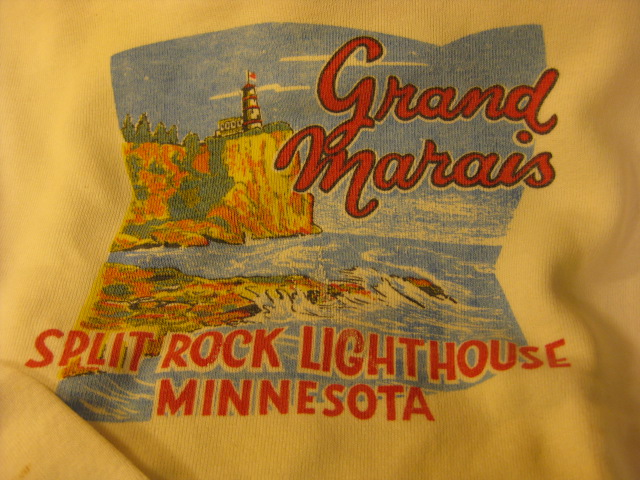 Grand
Marais
SPLIT ROCK LIGHTHOUSE
MINNESOTA